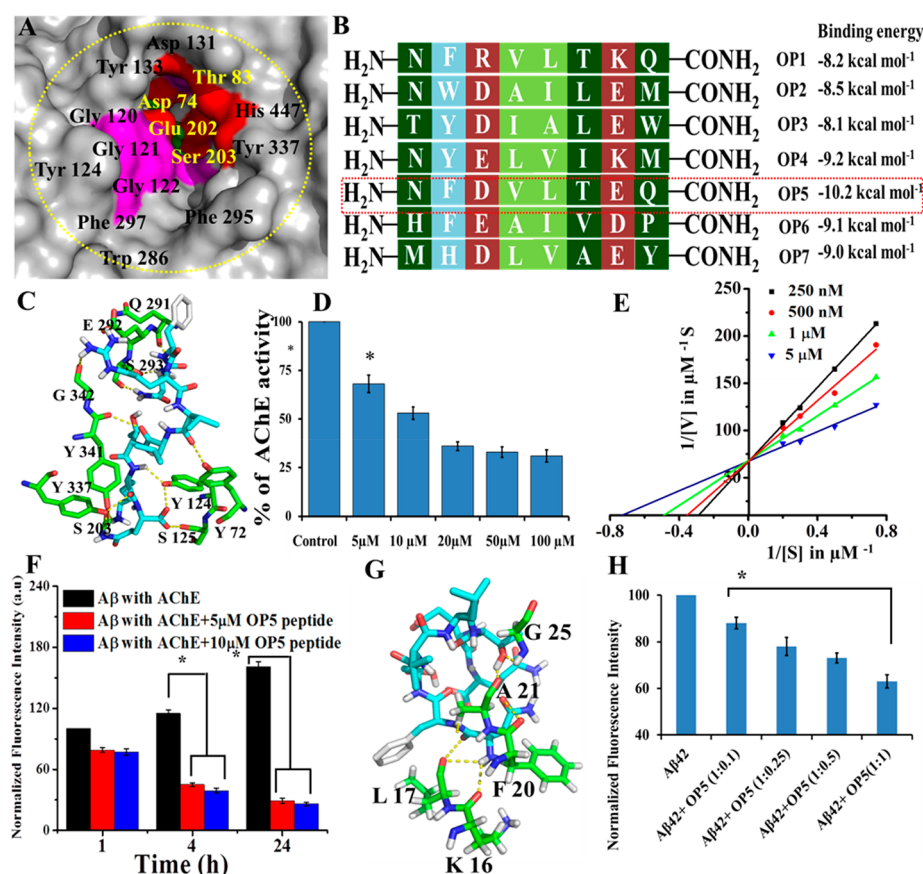 A
Asp 131
Tyr 133
Thr 83
Asp 74
His 447
Gly 120
Glu 202
Gly 121
Ser 203
Tyr 337
Tyr 124
Gly 122
Phe 297
Phe 295
Trp 286
B
Binding energy
H₂N N F R V L T K Q CONH₂ OP1 -8.2 kcal mol⁻¹
H₂N N W D A I L E M CONH₂ OP2 -8.5 kcal mol⁻¹
H₂N T Y D I A L E W CONH₂ OP3 -8.1 kcal mol⁻¹
H₂N N Y E L V I K M CONH₂ OP4 -9.2 kcal mol⁻¹
H₂N N F D V L T E Q CONH₂ OP5 -10.2 kcal mol⁻¹
H₂N H F E A I V D P CONH₂ OP6 -9.1 kcal mol⁻¹
H₂N M H D L V A E Y CONH₂ OP7 -9.0 kcal mol⁻¹
C
Q 291
E 292
S 293
G 342
Y 341
Y 337
Y 124
S 203
S 125
Y 72
D
% of AChE activity
100
75
50
25
0
*
*
Control 5µM 10 µM 20µM 50µM 100 µM
E
250 nM
500 nM
1 µM
5 µM
1/[V] in µM ⁻¹ S
200
150
100
50
0
-0.8 -0.4 0.0 0.4 0.8
1/[S] in µM ⁻¹
F
Aβ with AChE
Aβ with AChE+5µM OP5 peptide
Aβ with AChE+10µM OP5 peptide
Normalized Fluorescence Intensity (a.u)
240
180
120
60
0
*
*
1 4 24
Time (h)
G
G 25
A 21
L 17
F 20
K 16
H
Normalized Fluorescence Intensity
100
80
60
40
*
Aβ42
Aβ42+ OP5 (1:0.1)
Aβ42+ OP5 (1:0.25)
Aβ42+ OP5 (1:0.5)
Aβ42+ OP5 (1:1)